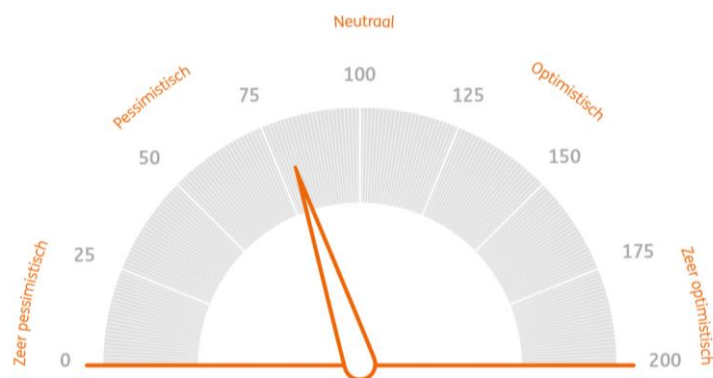 Neutraal
100
75
125
Pessimistisch
Optimistisch
50
150
25
175
Zeer pessimistisch
Zeer optimistisch
0
200